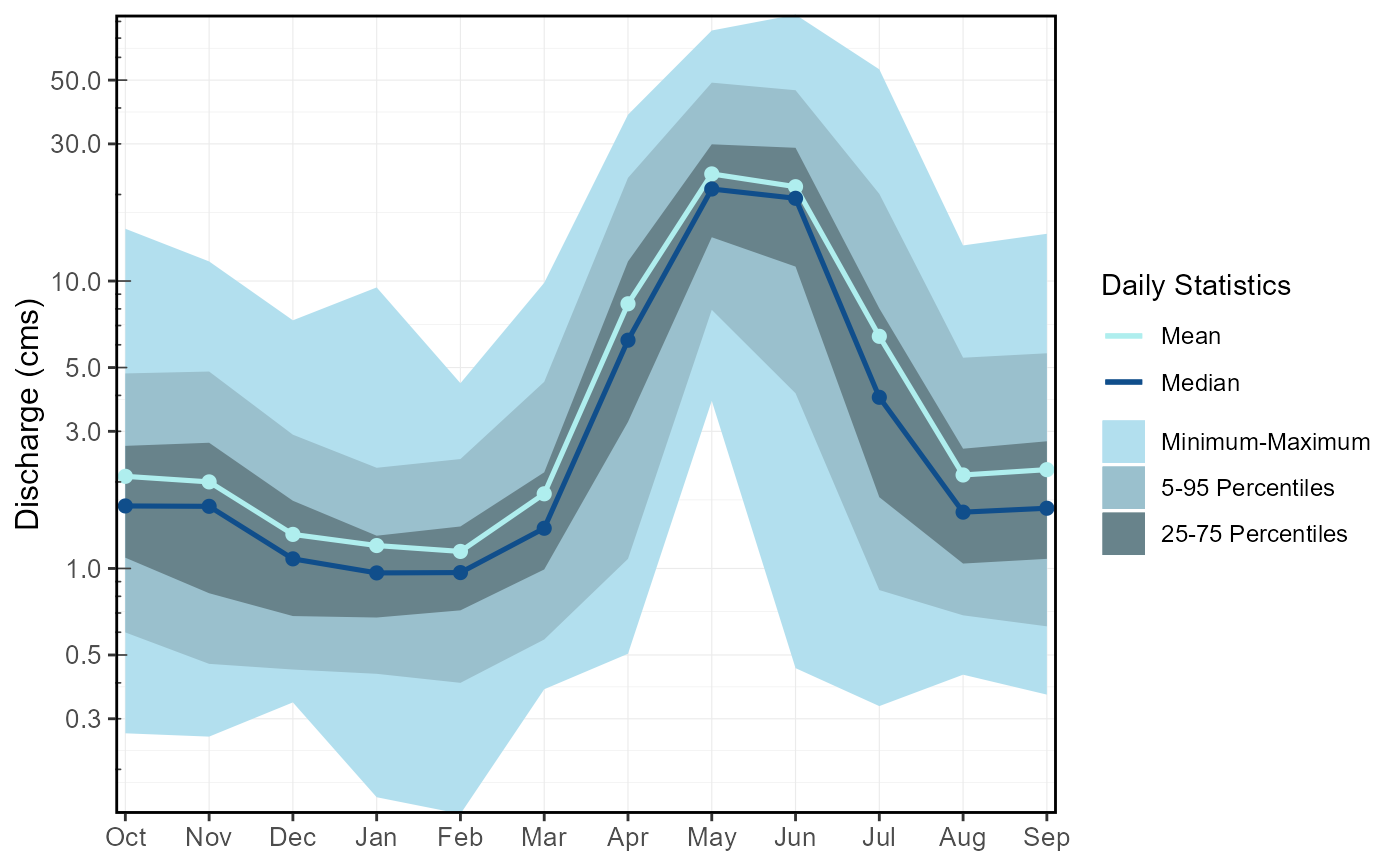 50.0
30.0
10.0
5.0
3.0
1.0
0.5
0.3
Discharge (cms)
Oct Nov Dec Jan Feb Mar Apr May Jun Jul Aug Sep
Daily Statistics
Mean
Median
Minimum-Maximum
5-95 Percentiles
25-75 Percentiles